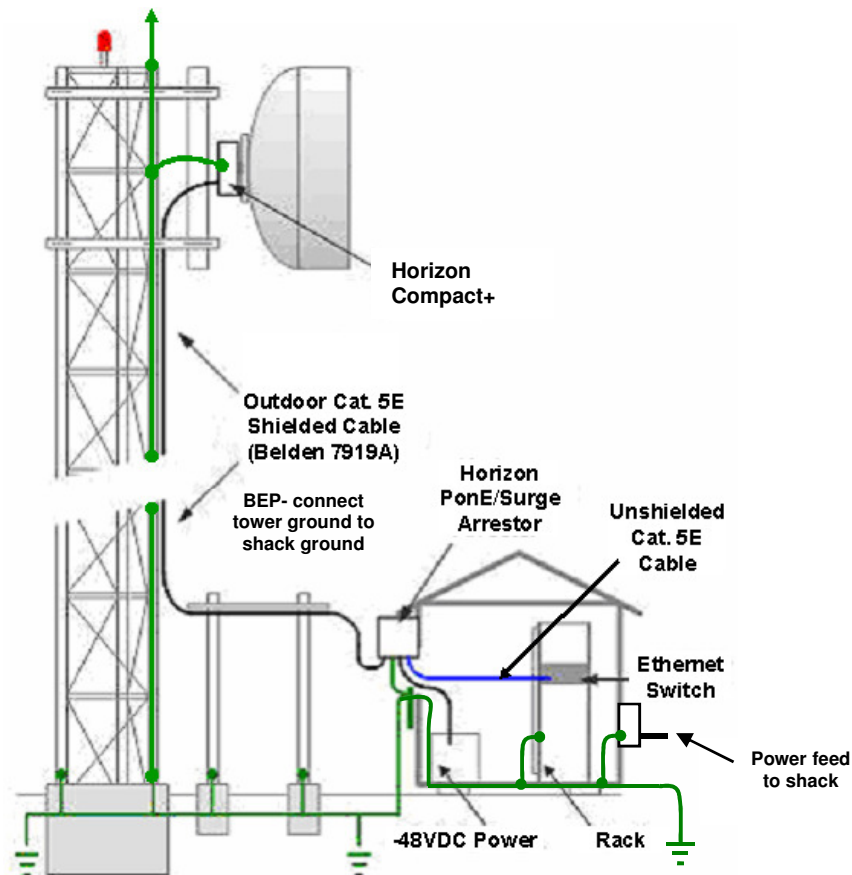 Horizon
Compact+
Outdoor Cat. 5E
Shielded Cable
(Belden 7919A)
BEP- connect
tower ground to
shack ground
Horizon
PonE/Surge
Arrestor
Unshielded
Cat. 5E
Cable
Ethernet
Switch
Power feed
to shack
-48VDC Power
Rack